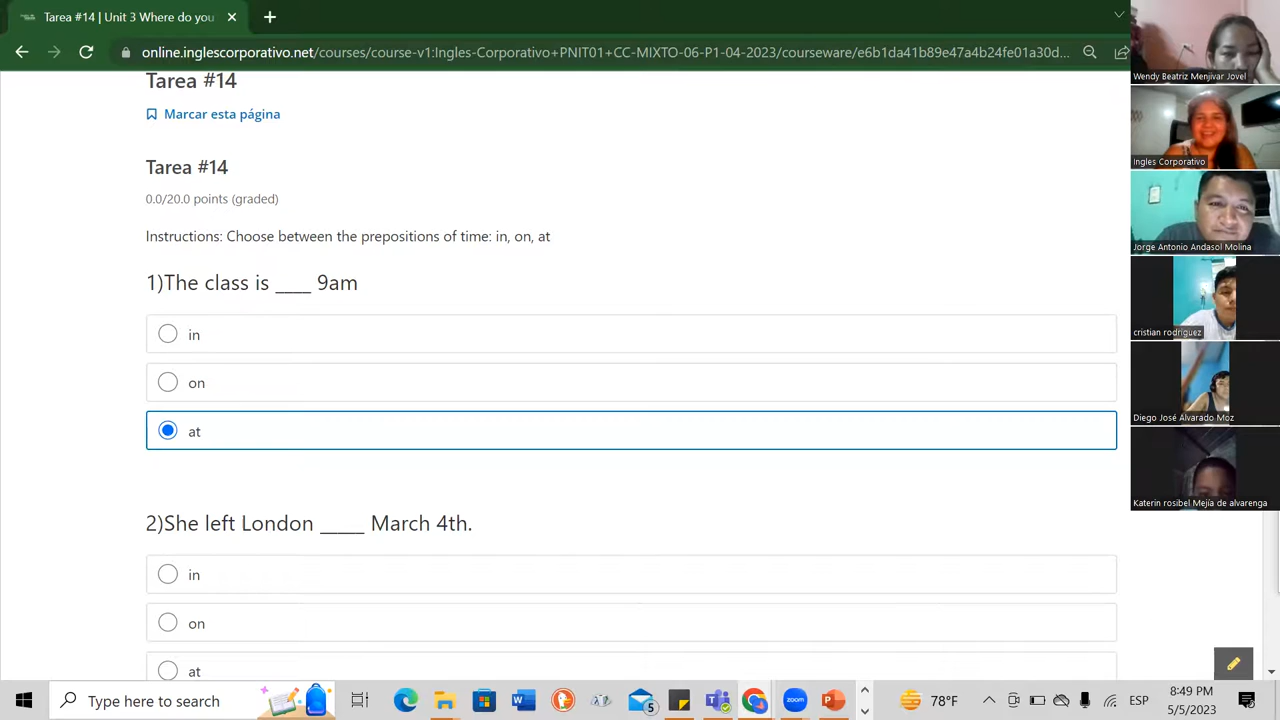 Tarea #14 | Unit 3 Where do you
online.inglescorporativo.net/courses/course-v1:Ingles-Corporativo+PNIT01+CC-MIXTO-06-P1-04-2023/courseware/e6b1da41b89e47a4b24fe01a30d...
Tarea #14
Marcar esta página
Tarea #14
0.0/20.0 points (graded)
Instructions: Choose between the prepositions of time: in, on, at
1)The class is ____ 9am
in
on
at
2)She left London _____ March 4th.
in
on
at
Wendy Beatriz Menjivar Jovel
Ingles Corporativo
Jorge Antonio Andasol Molina
cristian rodriguez
Diego José Álvarado Moz
Katerin rosibel Mejía de alvarenga
Type here to search
5
78°F
ESP
8:49 PM
5/5/2023